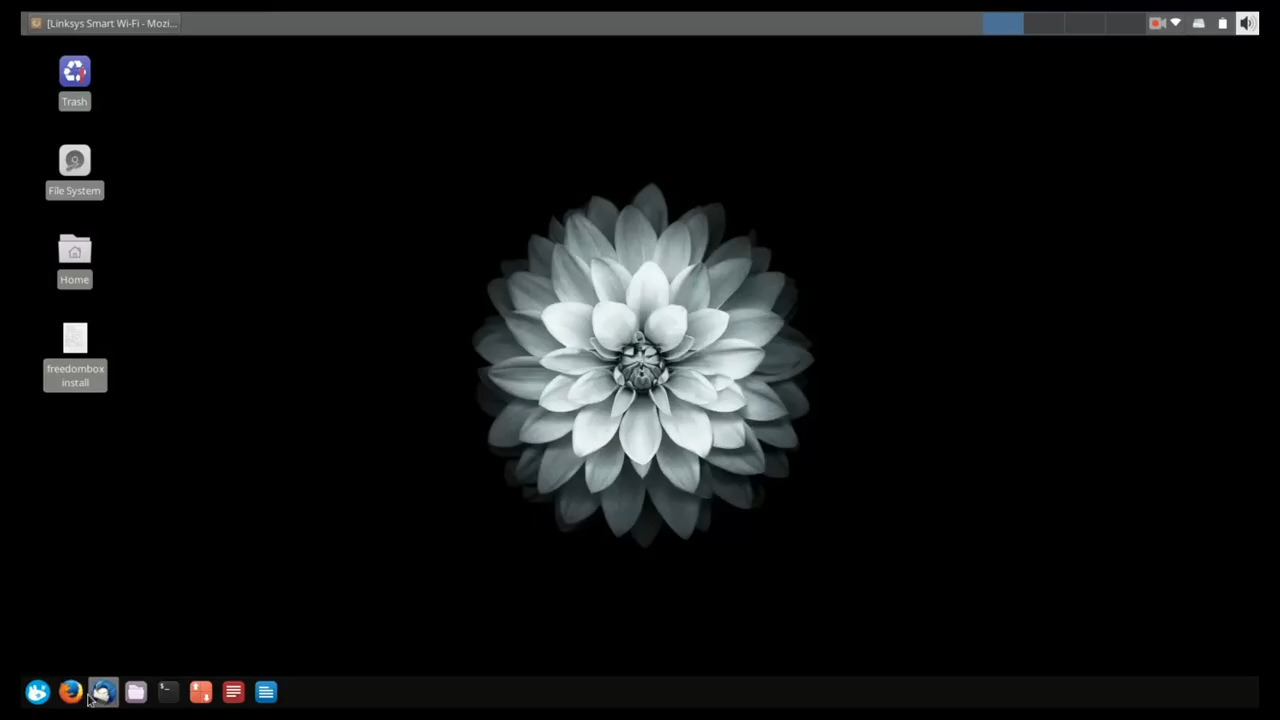 [Linksys Smart Wi-Fi - Mozi...
Trash
File System
Home
freedombox
install